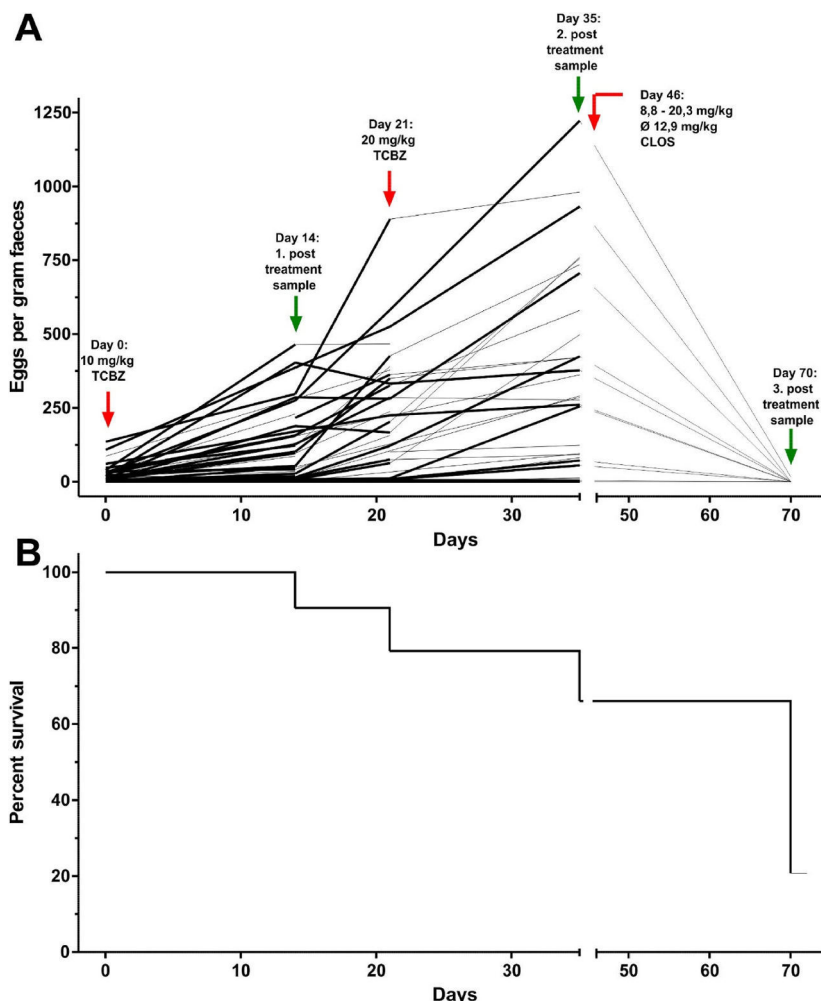 A
Day 35:
2. post
treatment
sample
Day 46:
8,8 - 20,3 mg/kg
Ø 12,9 mg/kg
CLOS
Day 21:
20 mg/kg
TCBZ
Day 14:
1. post
treatment
sample
Day 0:
10 mg/kg
TCBZ
Day 70:
3. post
treatment
sample
Eggs per gram faeces
1250
1000
750
500
250
0
0 10 20 30 50 60 70
Days
B
Percent survival
100
80
60
40
20
0
0 10 20 30 50 60 70
Days